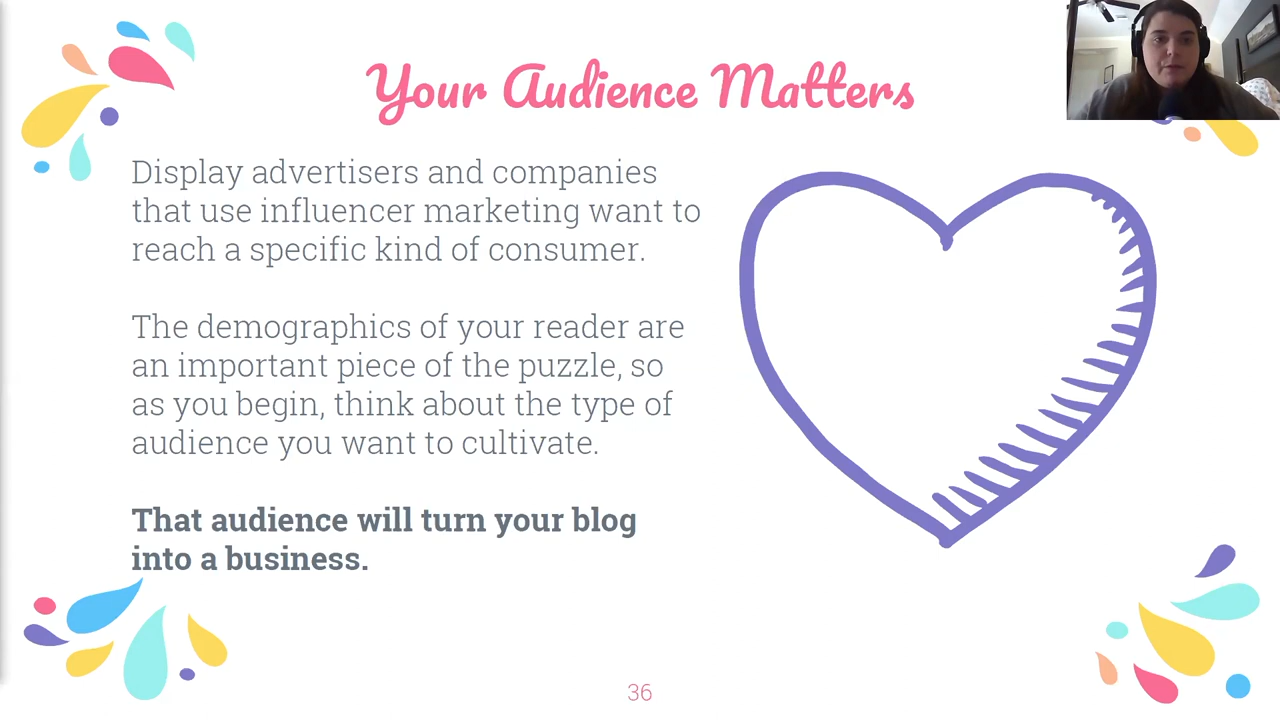 Your Audience Matters
Display advertisers and companies
that use influencer marketing want to
reach a specific kind of consumer.
The demographics of your reader are
an important piece of the puzzle, so
as you begin, think about the type of
audience you want to cultivate.
That audience will turn your blog
into a business.
36